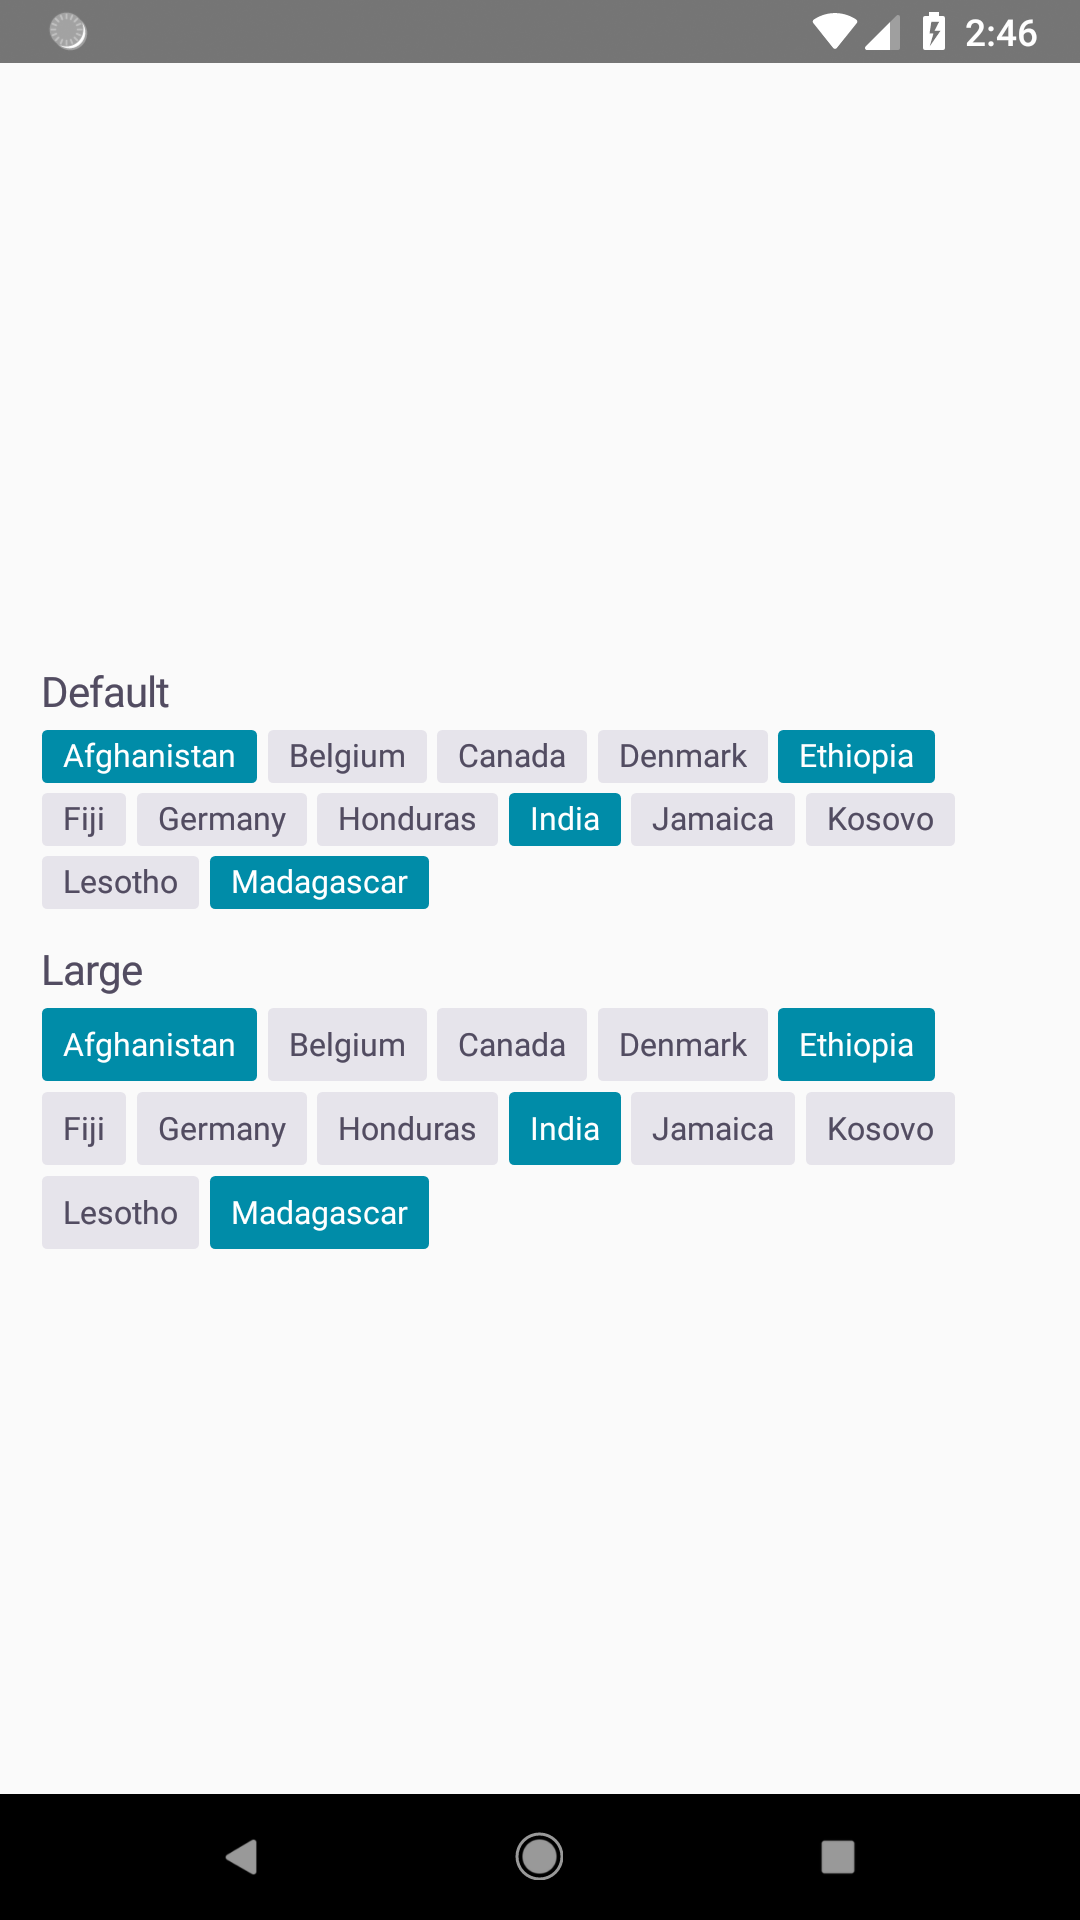 2:46
Default
Afghanistan Belgium Canada Denmark Ethiopia
Fiji Germany Honduras India Jamaica Kosovo
Lesotho Madagascar
Large
Afghanistan Belgium Canada Denmark Ethiopia
Fiji Germany Honduras India Jamaica Kosovo
Lesotho Madagascar